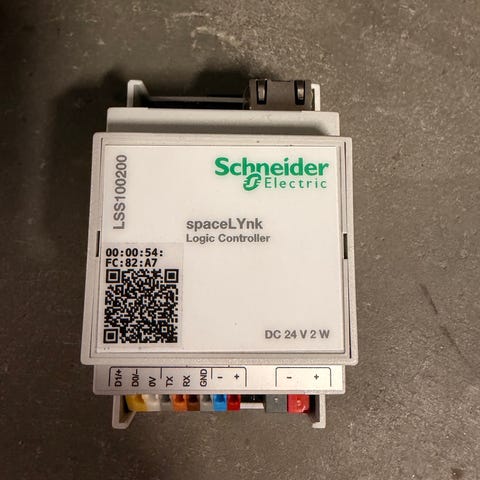 Schneider
Electric
LSS100200
spaceLYnk
Logic Controller
00:00:54:
FC:82:A7
DC 24 V 2 W
D1/+ D0/– 0V TX RX GND – + – +